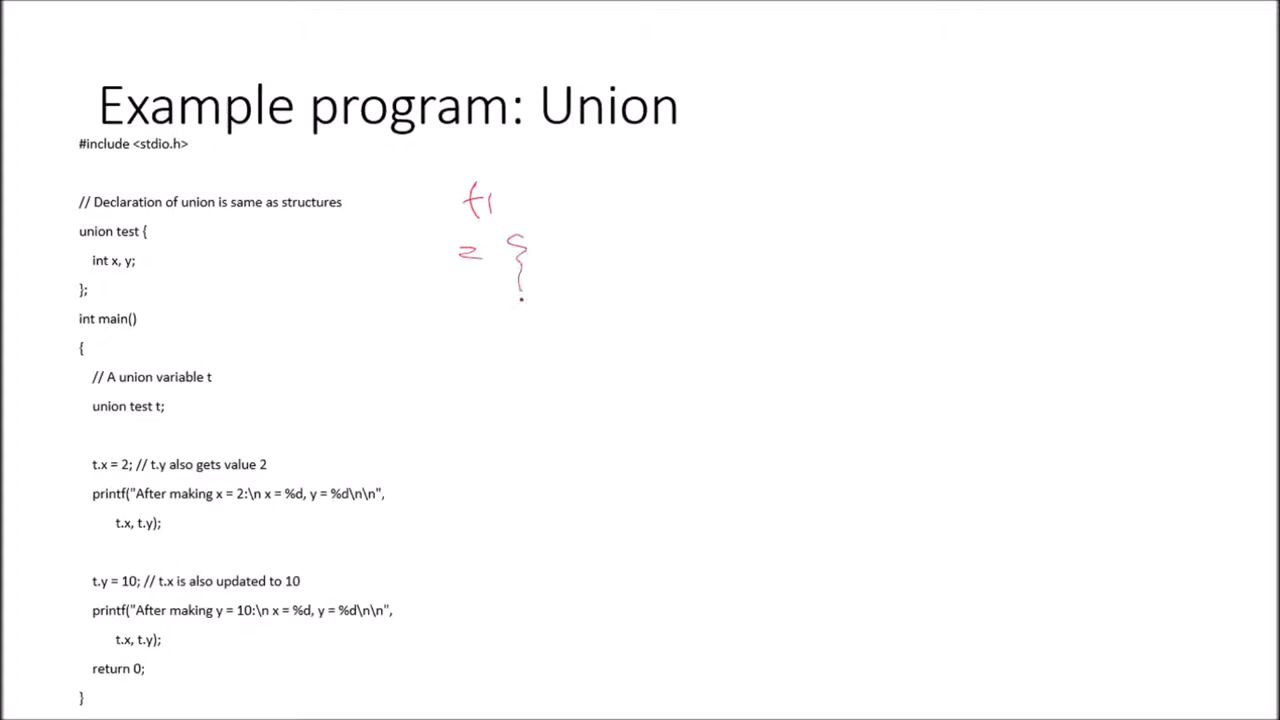 Example program: Union
#include <stdio.h>
// Declaration of union is same as structures
union test {
int x, y;
};
int main()
{
// A union variable t
union test t;
t.x = 2; // t.y also gets value 2
printf("After making x = 2:\n x = %d, y = %d\n\n",
t.x, t.y);
t.y = 10; // t.x is also updated to 10
printf("After making y = 10:\n x = %d, y = %d\n\n",
t.x, t.y);
return 0;
}
t1
2 {